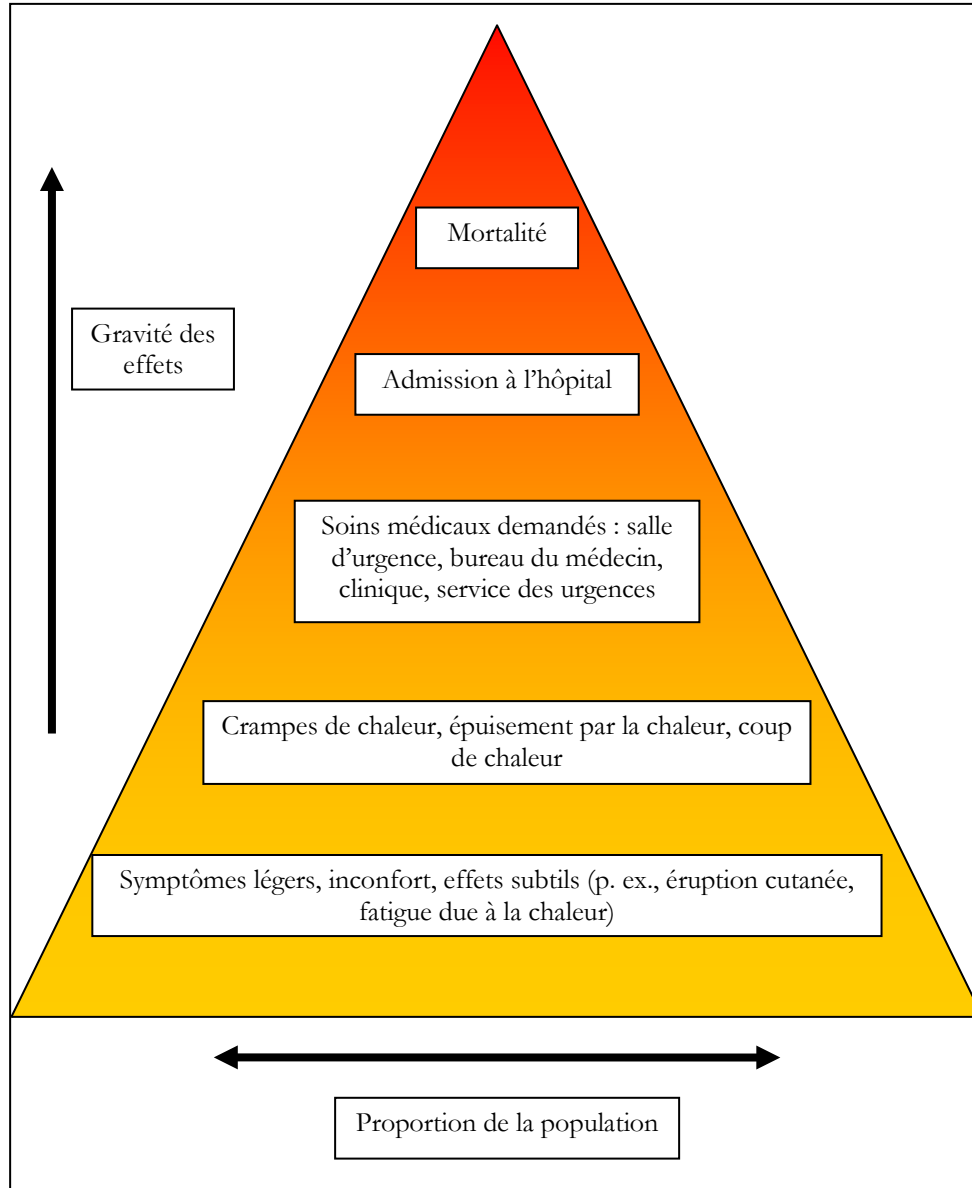 Mortalité
Gravité des
effets
Admission à l’hôpital
Soins médicaux demandés : salle
d’urgence, bureau du médecin,
clinique, service des urgences
Crampes de chaleur, épuisement par la chaleur, coup
de chaleur
Symptômes légers, inconfort, effets subtils (p. ex., éruption cutanée,
fatigue due à la chaleur)
Proportion de la population